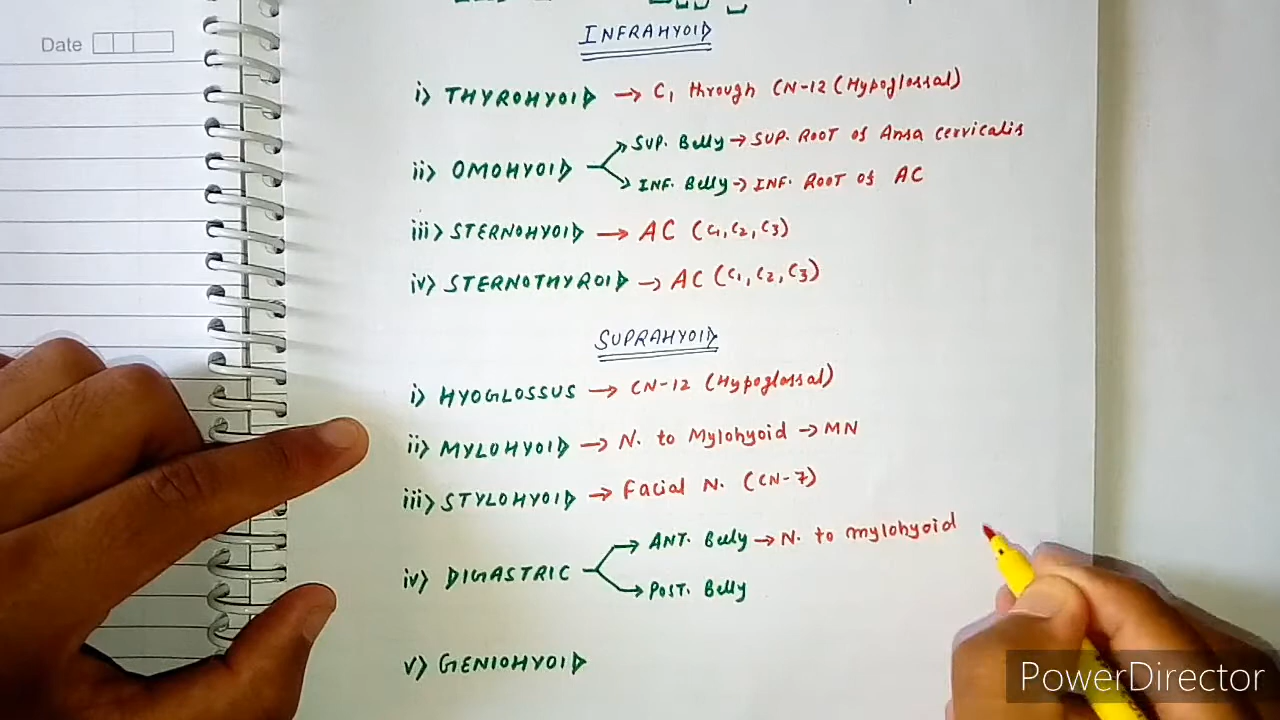 Date
INFRAHYOID
i) THYROHYOID → C1 through CN-12 (Hypoglossal)
ii) OMOHYOID
SUP. Belly → SUP. ROOT of Ansa cervicalis
INF. Belly → INF. ROOT of AC
iii) STERNOHYOID → AC (C1, C2, C3)
iv) STERNOTHYROID → AC (C1, C2, C3)
SUPRAHYOID
i) HYOGLOSSUS → CN-12 (Hypoglossal)
ii) MYLOHYOID → N. to Mylohyoid → MN
iii) STYLOHYOID → Facial N. (CN-7)
iv) DIGASTRIC
ANT. Belly → N. to mylohyoid
POST. Belly
v) GENIOHYOID
PowerDirector